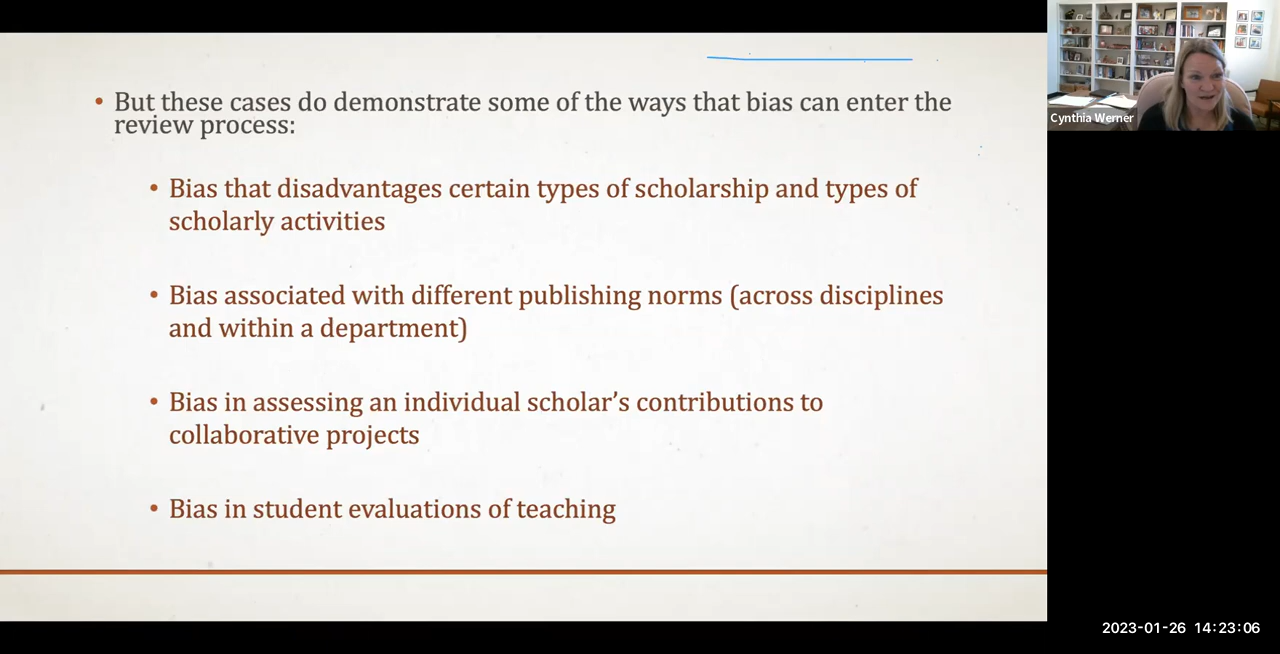 • But these cases do demonstrate some of the ways that bias can enter the
review process:
• Bias that disadvantages certain types of scholarship and types of
scholarly activities
• Bias associated with different publishing norms (across disciplines
and within a department)
• Bias in assessing an individual scholar’s contributions to
collaborative projects
• Bias in student evaluations of teaching
Cynthia Werner
2023-01-26 14:23:06